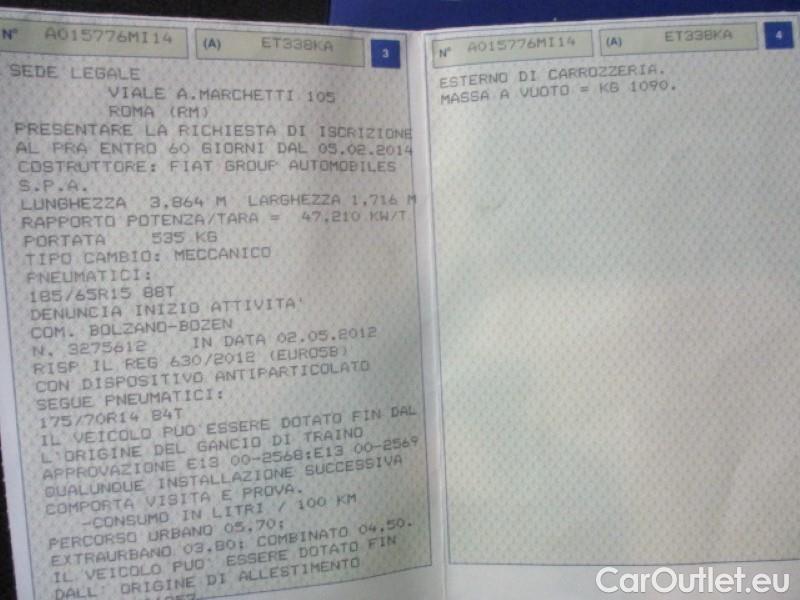 N° A015776MI14 (A) ET338KA 3
SEDE LEGALE
VIALE A.MARCHETTI 105
ROMA (RM)
PRESENTARE LA RICHIESTA DI ISCRIZIONE
AL PRA ENTRO 60 GIORNI DAL 05.02.2014
COSTRUTTORE: FIAT GROUP AUTOMOBILES
S.P.A.
LUNGHEZZA 3,864 M LARGHEZZA 1,716 M
RAPPORTO POTENZA/TARA = 47,210 KW/T
PORTATA 535 KG
TIPO CAMBIO: MECCANICO
PNEUMATICI:
185/65R15 88T
DENUNCIA INIZIO ATTIVITA'
COM. BOLZANO-BOZEN
N. 3275612 IN DATA 02.05.2012
RISP IL REG 630/2012 (EURO5B)
CON DISPOSITIVO ANTIPARTICOLATO
SEGUE PNEUMATICI:
175/70R14 84T
IL VEICOLO PUO'ESSERE DOTATO FIN DAL
L'ORIGINE DEL GANCIO DI TRAINO
APPROVAZIONE E13 00-2568;E13 00-2569
QUALUNQUE INSTALLAZIONE SUCCESSIVA
COMPORTA VISITA E PROVA.
-CONSUMO IN LITRI / 100 KM
PERCORSO URBANO 05.70;
EXTRAURBANO 03.80; COMBINATO 04.50.
IL VEICOLO PUO' ESSERE DOTATO FIN
DALL' ORIGINE DI ALLESTIMENTO
N° A015776MI14 (A) ET338KA 4
ESTERNO DI CARROZZERIA.
MASSA A VUOTO = KG 1090.
CarOutlet.eu